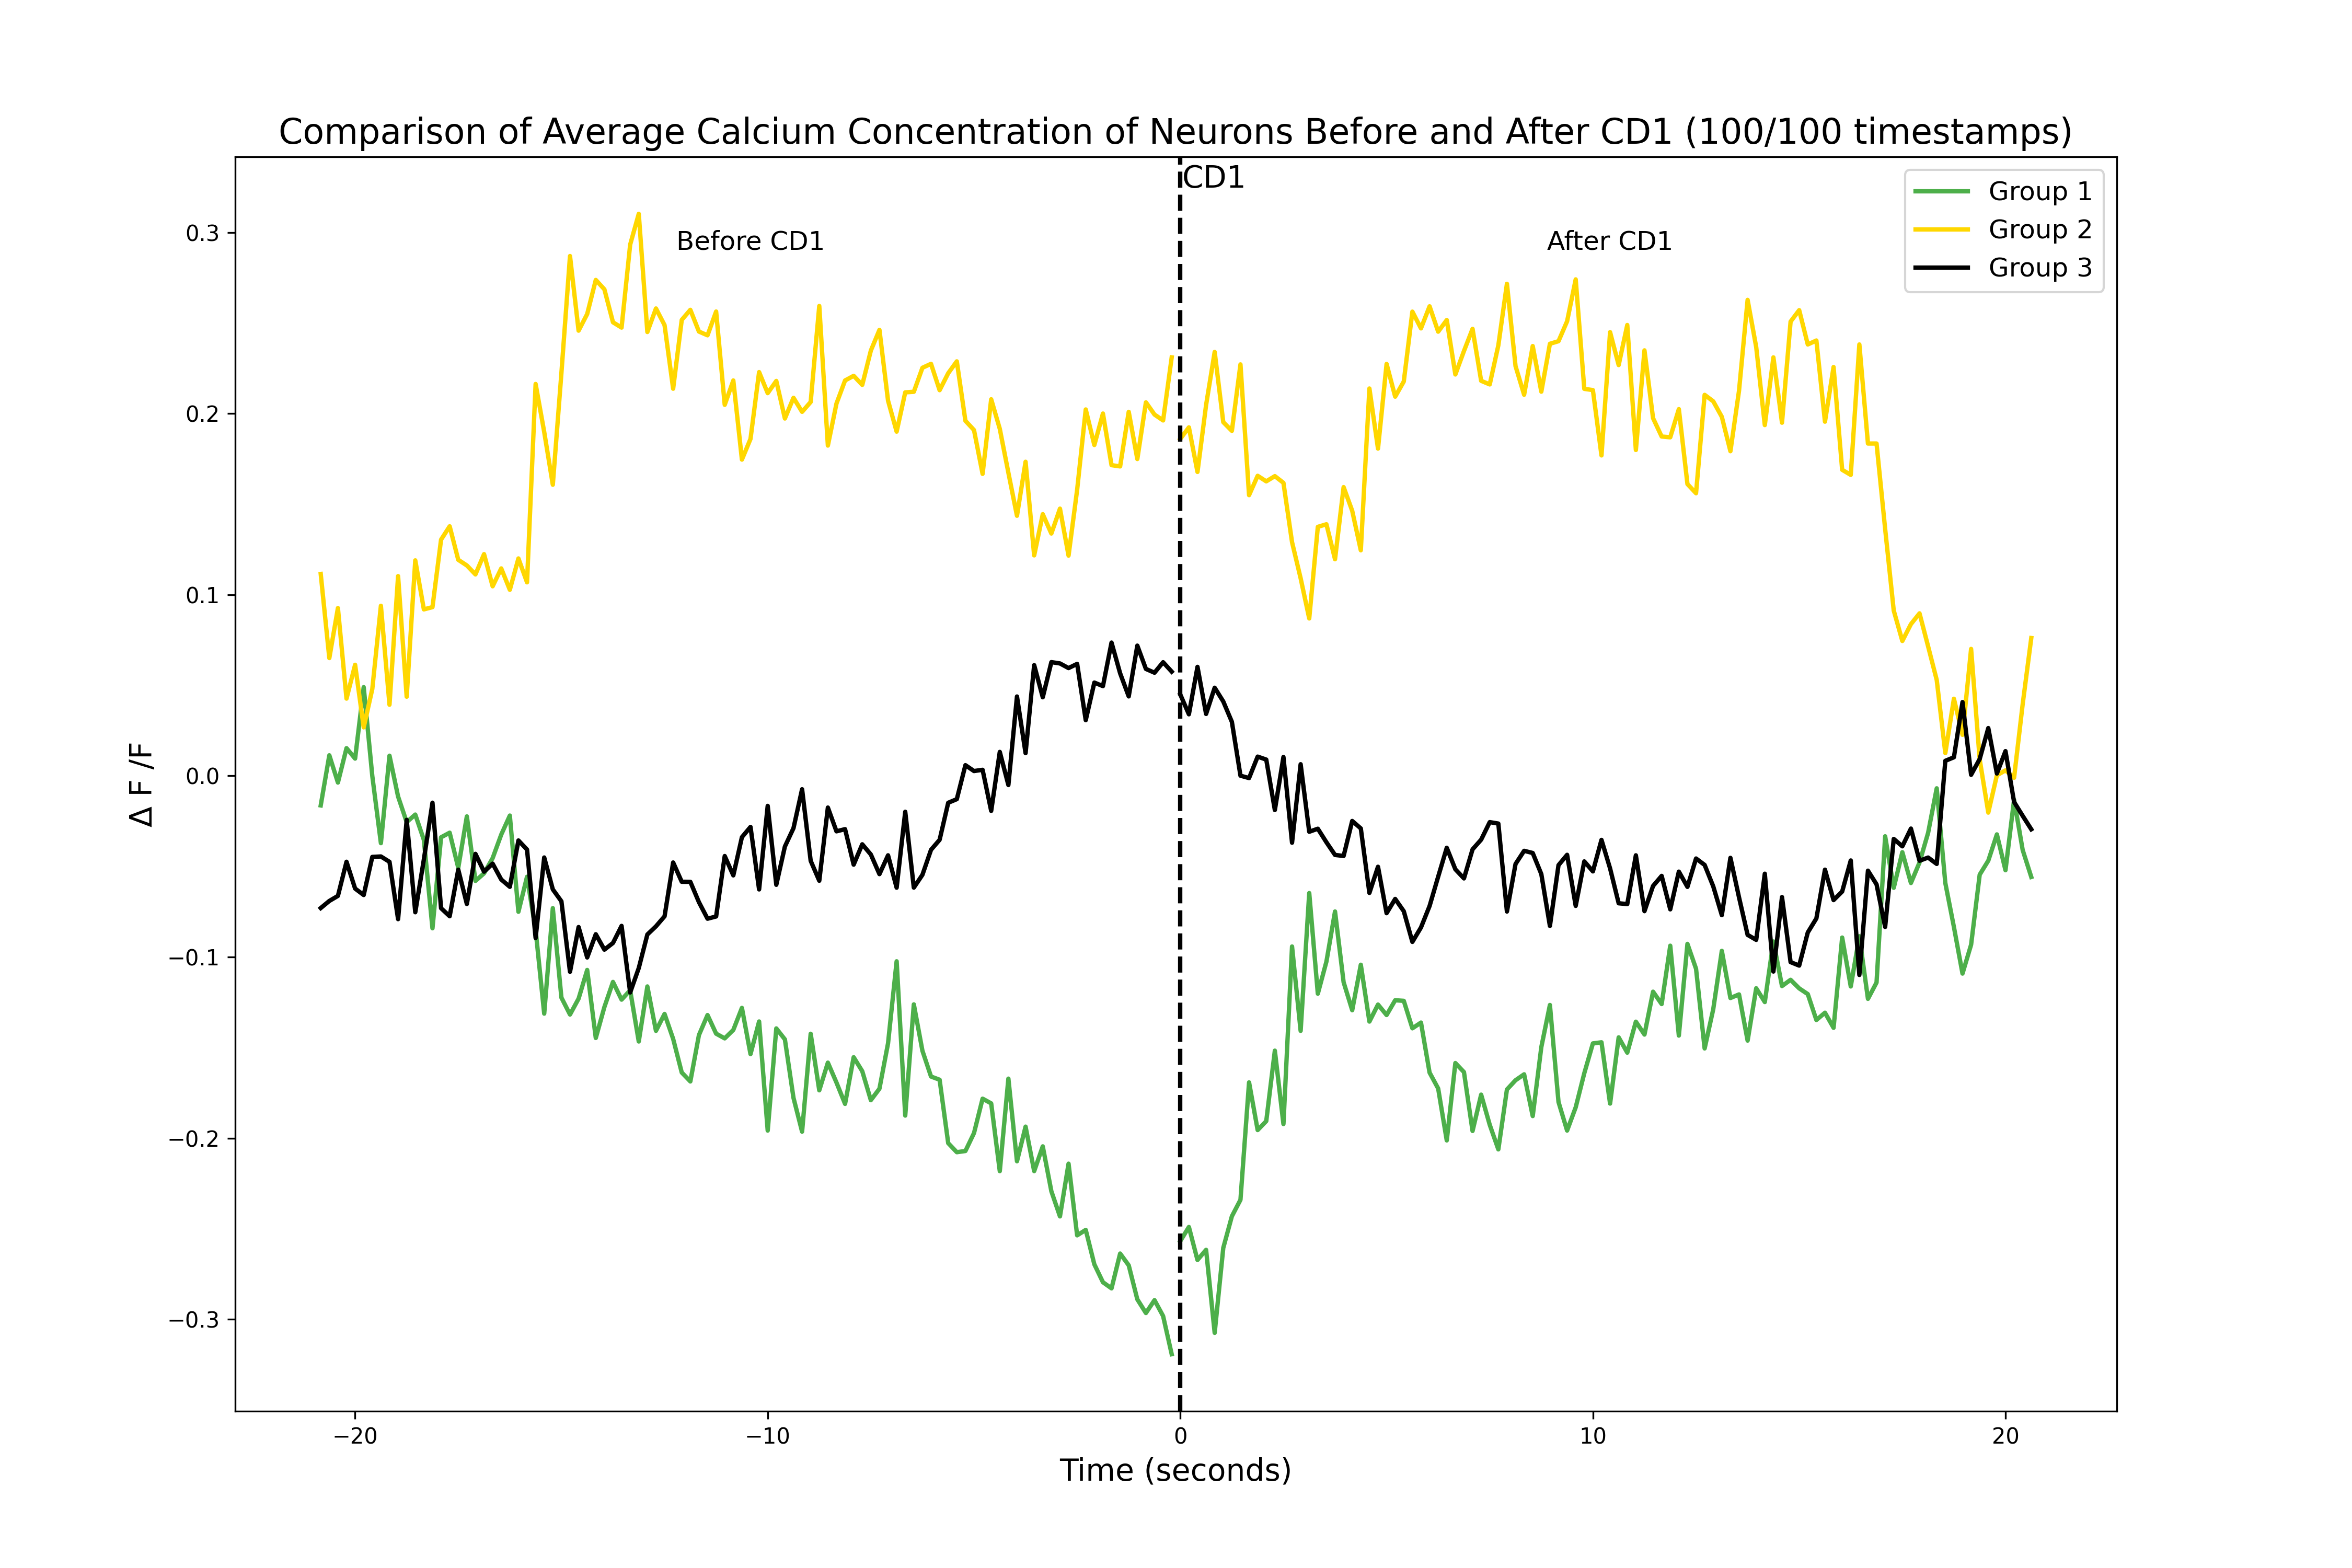 Comparison of Average Calcium Concentration of Neurons Before and After CD1 (100/100 timestamps)
CD1
Before CD1
After CD1
Group 1
Group 2
Group 3
0.3
0.2
0.1
0.0
−0.1
−0.2
−0.3
Δ F /F
−20
−10
0
10
20
Time (seconds)